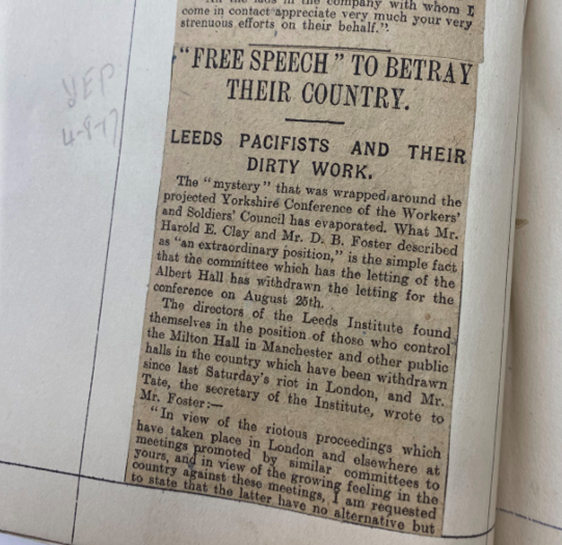 "All the lads in the company with whom I
come in contact appreciate very much your very
strenuous efforts on their behalf.".
"FREE SPEECH" TO BETRAY
THEIR COUNTRY.
YEP
4-8-17
LEEDS PACIFISTS AND THEIR
DIRTY WORK.
The "mystery" that was wrapped around the
projected Yorkshire Conference of the Workers'
and Soldiers' Council has evaporated. What Mr.
Harold E. Clay and Mr. D. B. Foster described
as "an extraordinary position," is the simple fact
that the committee which has the letting of the
Albert Hall has withdrawn the letting for the
conference on August 25th.
The directors of the Leeds Institute found
themselves in the position of those who control
the Milton Hall in Manchester and other public
halls in the country which have been withdrawn
since last Saturday's riot in London, and Mr.
Tate, the secretary of the Institute, wrote to
Mr. Foster:—
"In view of the riotous proceedings which
have taken place in London and elsewhere at
meetings promoted by similar committees to
yours, and in view of the growing feeling in the
country against these meetings, I am requested
to state that the latter have no alternative but